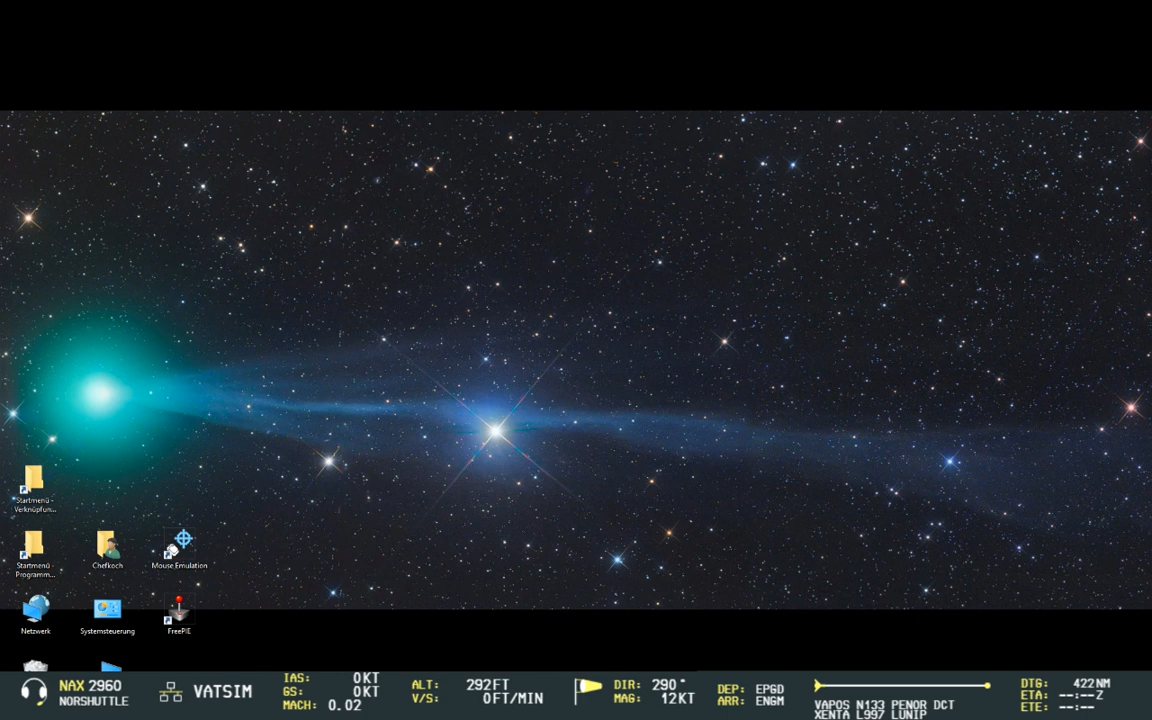 Startmenü -
Verknüpfun...
Startmenü
Programm...
Chefkoch
Mouse Emulation
Netzwerk
Systemsteuerung
FreePIE
NAX 2960
NORSHUTTLE
VATSIM
IAS: 0KT
GS: 0KT
MACH: 0.02
ALT: 292FT
V/S: 0FT/MIN
DIR: 290°
MAG: 12KT
DEP: EPGD
ARR: ENGM
VAPOS N133 PENOR DCT
XENTA L997 LUNIP
DTG: 422NM
ETA: --:--Z
ETE: --:--